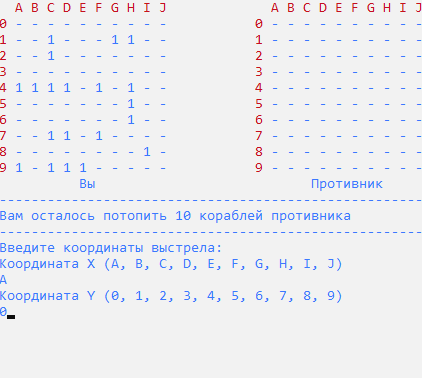 A B C D E F G H I J A B C D E F G H I J
0 - - - - - - - - - - 0 - - - - - - - - - -
1 - - 1 - - - 1 1 - - 1 - - - - - - - - - -
2 - - 1 - - - - - - - 2 - - - - - - - - - -
3 - - - - - - - - - - 3 - - - - - - - - - -
4 1 1 1 1 - 1 - 1 - - 4 - - - - - - - - - -
5 - - - - - - - 1 - - 5 - - - - - - - - - -
6 - - - - - - - 1 - - 6 - - - - - - - - - -
7 - - 1 1 - 1 - - - - 7 - - - - - - - - - -
8 - - - - - - - - 1 - 8 - - - - - - - - - -
9 1 - 1 1 1 - - - - - 9 - - - - - - - - - -
Вы Противник
-----------------------------------------------------
Вам осталось потопить 10 кораблей противника
-----------------------------------------------------
Введите координаты выстрела:
Координата X (A, B, C, D, E, F, G, H, I, J)
A
Координата Y (0, 1, 2, 3, 4, 5, 6, 7, 8, 9)
0